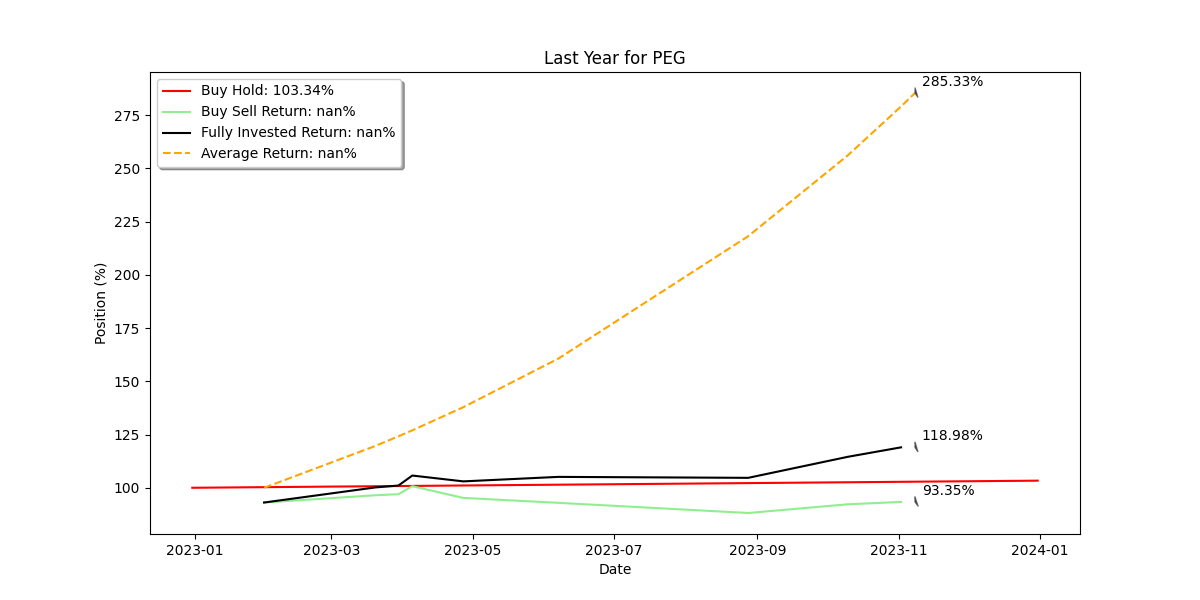 Last Year for PEG
285.33%
Buy Hold: 103.34%
Buy Sell Return: nan%
Fully Invested Return: nan%
Average Return: nan%
275
250
225
200
175
150
125
100
Position (%)
118.98%
93.35%
2023-01
2023-03
2023-05
2023-07
2023-09
2023-11
2024-01
Date